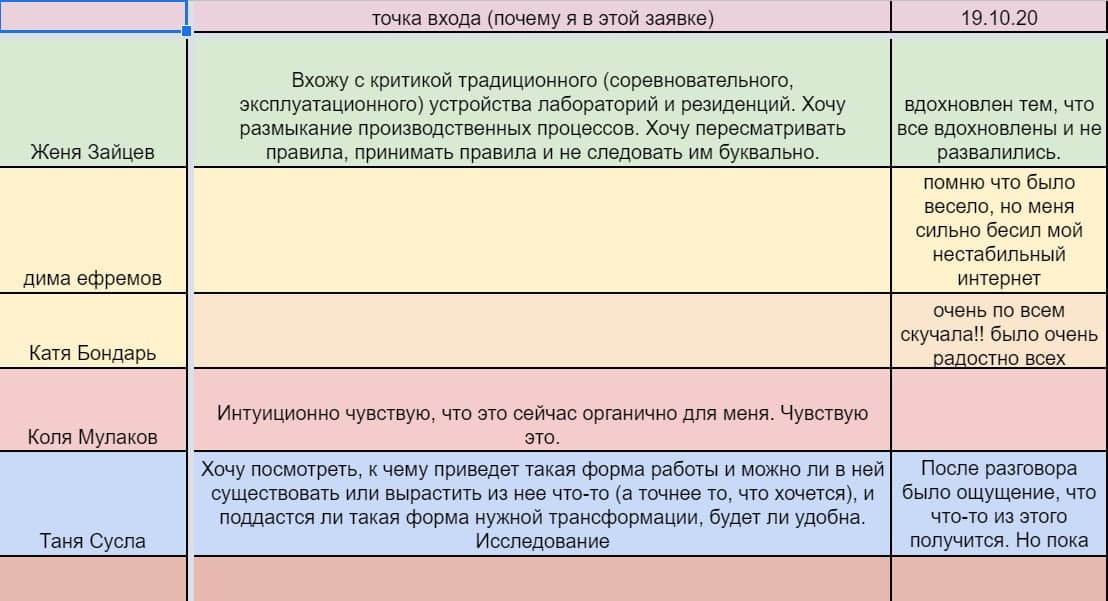 точка входа (почему я в этой заявке)
19.10.20
Женя Зайцев
Вхожу с критикой традиционного (соревновательного,
эксплуатационного) устройства лабораторий и резиденций. Хочу
размыкание производственных процессов. Хочу пересматривать
правила, принимать правила и не следовать им буквально.
вдохновлен тем, что
все вдохновлены и не
развалились.
дима ефремов
помню что было
весело, но меня
сильно бесил мой
нестабильный
интернет
Катя Бондарь
очень по всем
скучала!! было очень
радостно всех
Коля Мулаков
Интуиционно чувствую, что это сейчас органично для меня. Чувствую
это.
Таня Сусла
Хочу посмотреть, к чему приведет такая форма работы и можно ли в ней
существовать или вырастить из нее что-то (а точнее то, что хочется), и
поддастся ли такая форма нужной трансформации, будет ли удобна.
Исследование
После разговора
было ощущение, что
что-то из этого
получится. Но пока